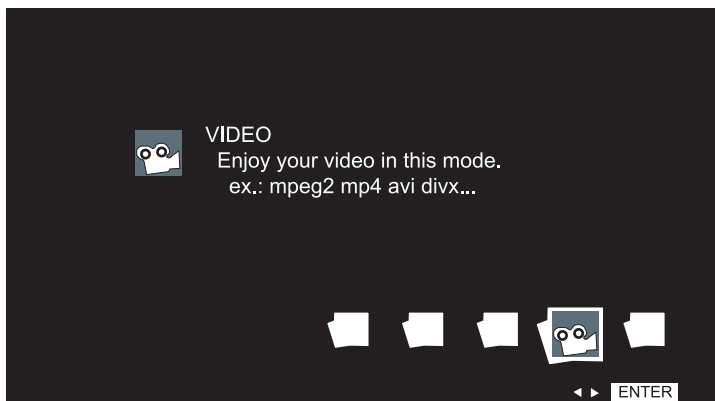 VIDEO
Enjoy your video in this mode.
ex.: mpeg2 mp4 avi divx...
ENTER